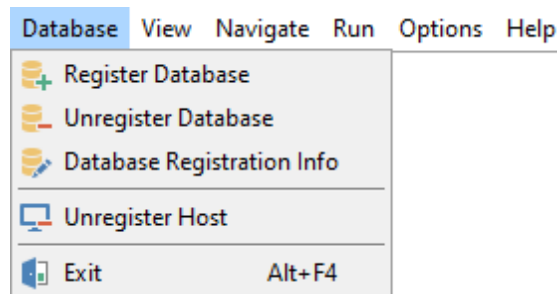 Database View Navigate Run Options Help
Register Database
Unregister Database
Database Registration Info
Unregister Host
Exit Alt+F4